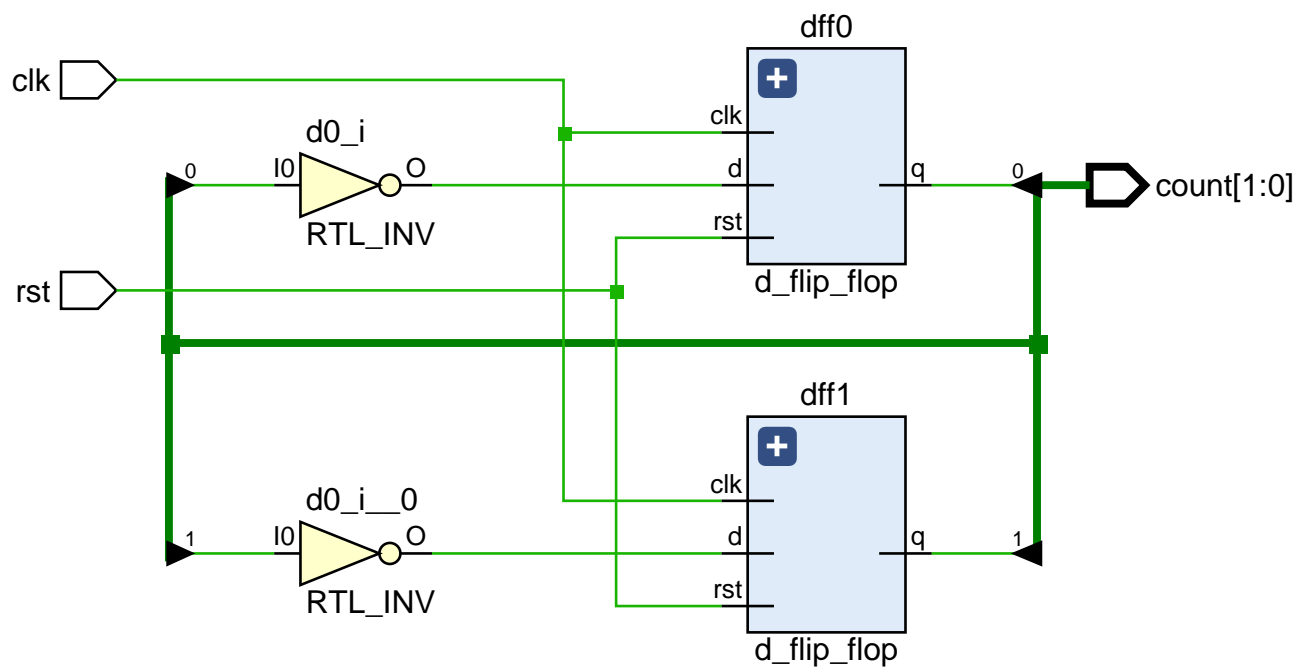 dff0
clk
clk
d0_i
0
I0
O
d
q
0
count[1:0]
RTL_INV
rst
rst
d_flip_flop
dff1
clk
d0_i__0
1
I0
O
d
q
1
RTL_INV
rst
d_flip_flop